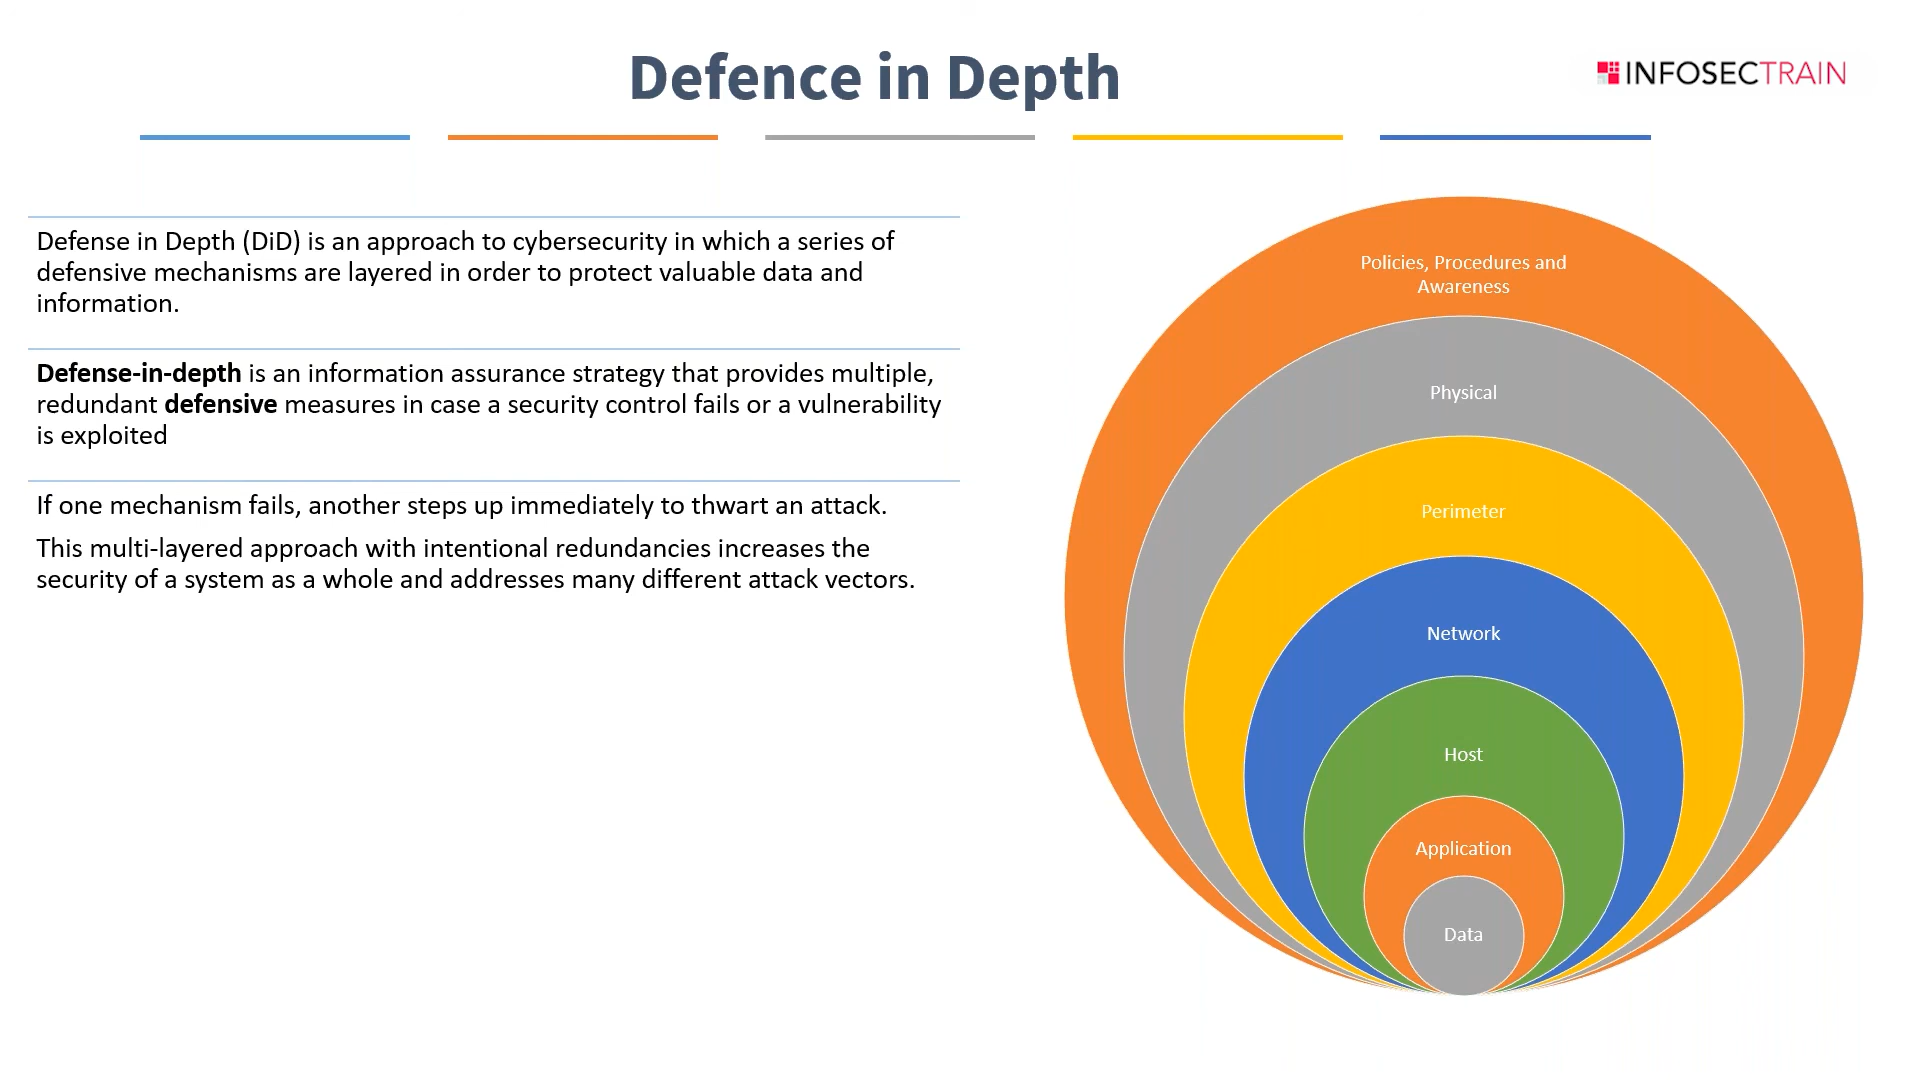 Defence in Depth
INFOSECTRAIN
Defense in Depth (DiD) is an approach to cybersecurity in which a series of
defensive mechanisms are layered in order to protect valuable data and
information.
Defense-in-depth is an information assurance strategy that provides multiple,
redundant defensive measures in case a security control fails or a vulnerability
is exploited
If one mechanism fails, another steps up immediately to thwart an attack.
This multi-layered approach with intentional redundancies increases the
security of a system as a whole and addresses many different attack vectors.
Policies, Procedures and
Awareness
Physical
Perimeter
Network
Host
Application
Data